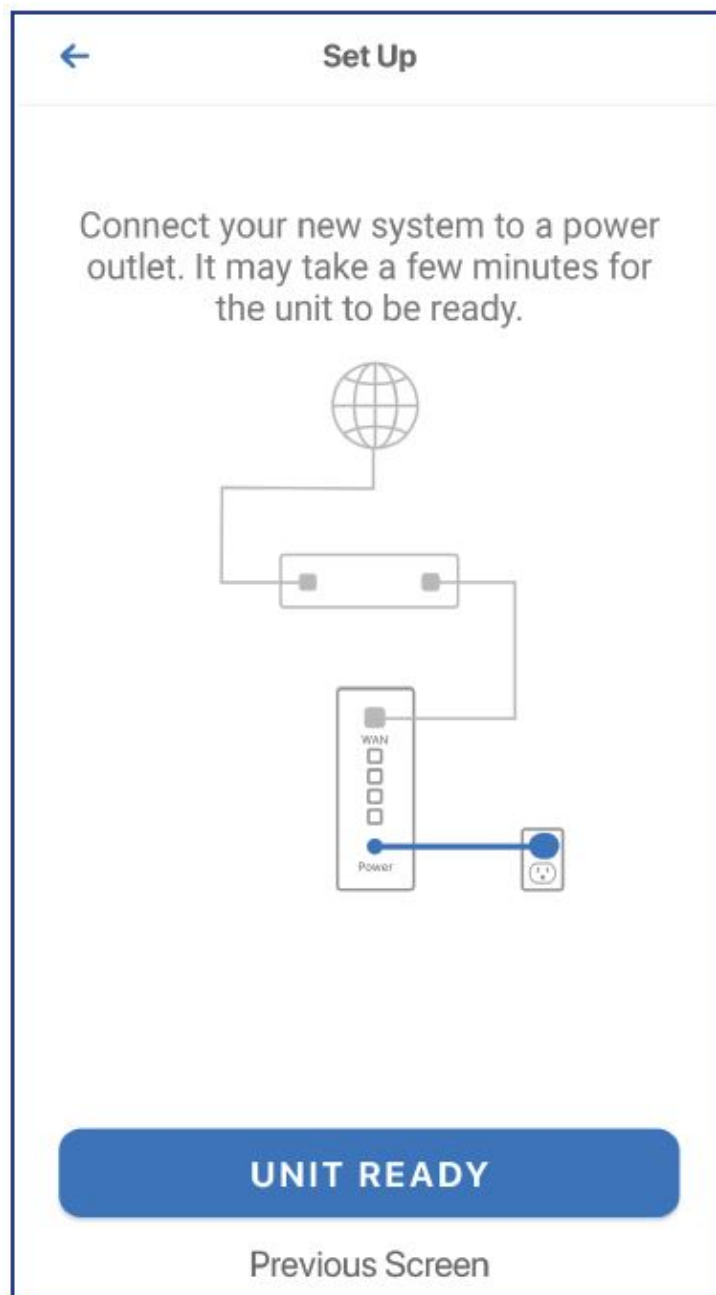 Set Up
Connect your new system to a power
outlet. It may take a few minutes for
the unit to be ready.
WAN
Power
UNIT READY
Previous Screen